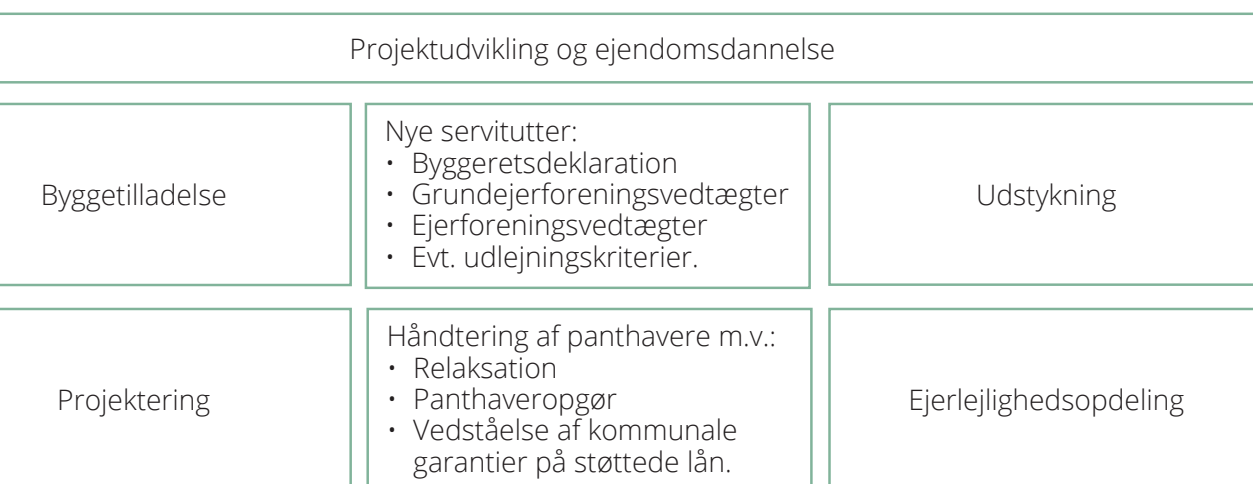 Projektudvikling og ejendomsdannelse
Byggetilladelse
Nye servitutter:
• Byggeretsdeklaration
• Grundejerforeningsvedtægter
• Ejerforeningsvedtægter
• Evt. udlejningskriterier.
Udstykning
Projektering
Håndtering af panthavere m.v.:
• Relaksation
• Panthaveropgør
• Vedståelse af kommunale
garantier på støttede lån.
Ejerlejlighedsopdeling